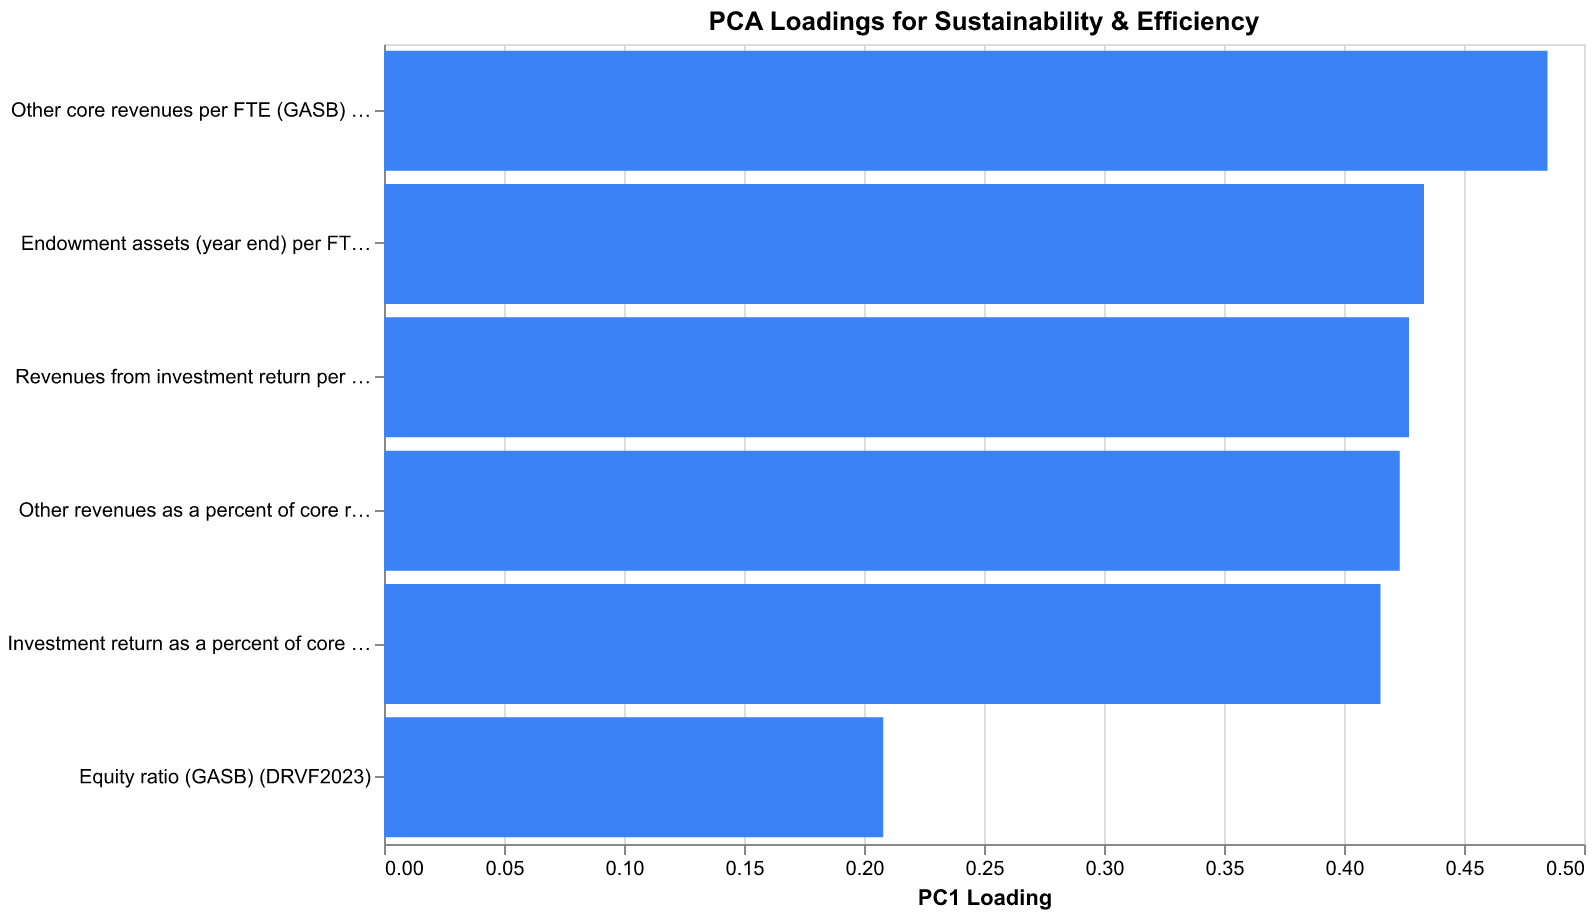 PCA Loadings for Sustainability & Efficiency
Other core revenues per FTE (GASB) …
Endowment assets (year end) per FT…
Revenues from investment return per …
Other revenues as a percent of core r…
Investment return as a percent of core …
Equity ratio (GASB) (DRVF2023)
0.00 0.05 0.10 0.15 0.20 0.25 0.30 0.35 0.40 0.45 0.50
PC1 Loading